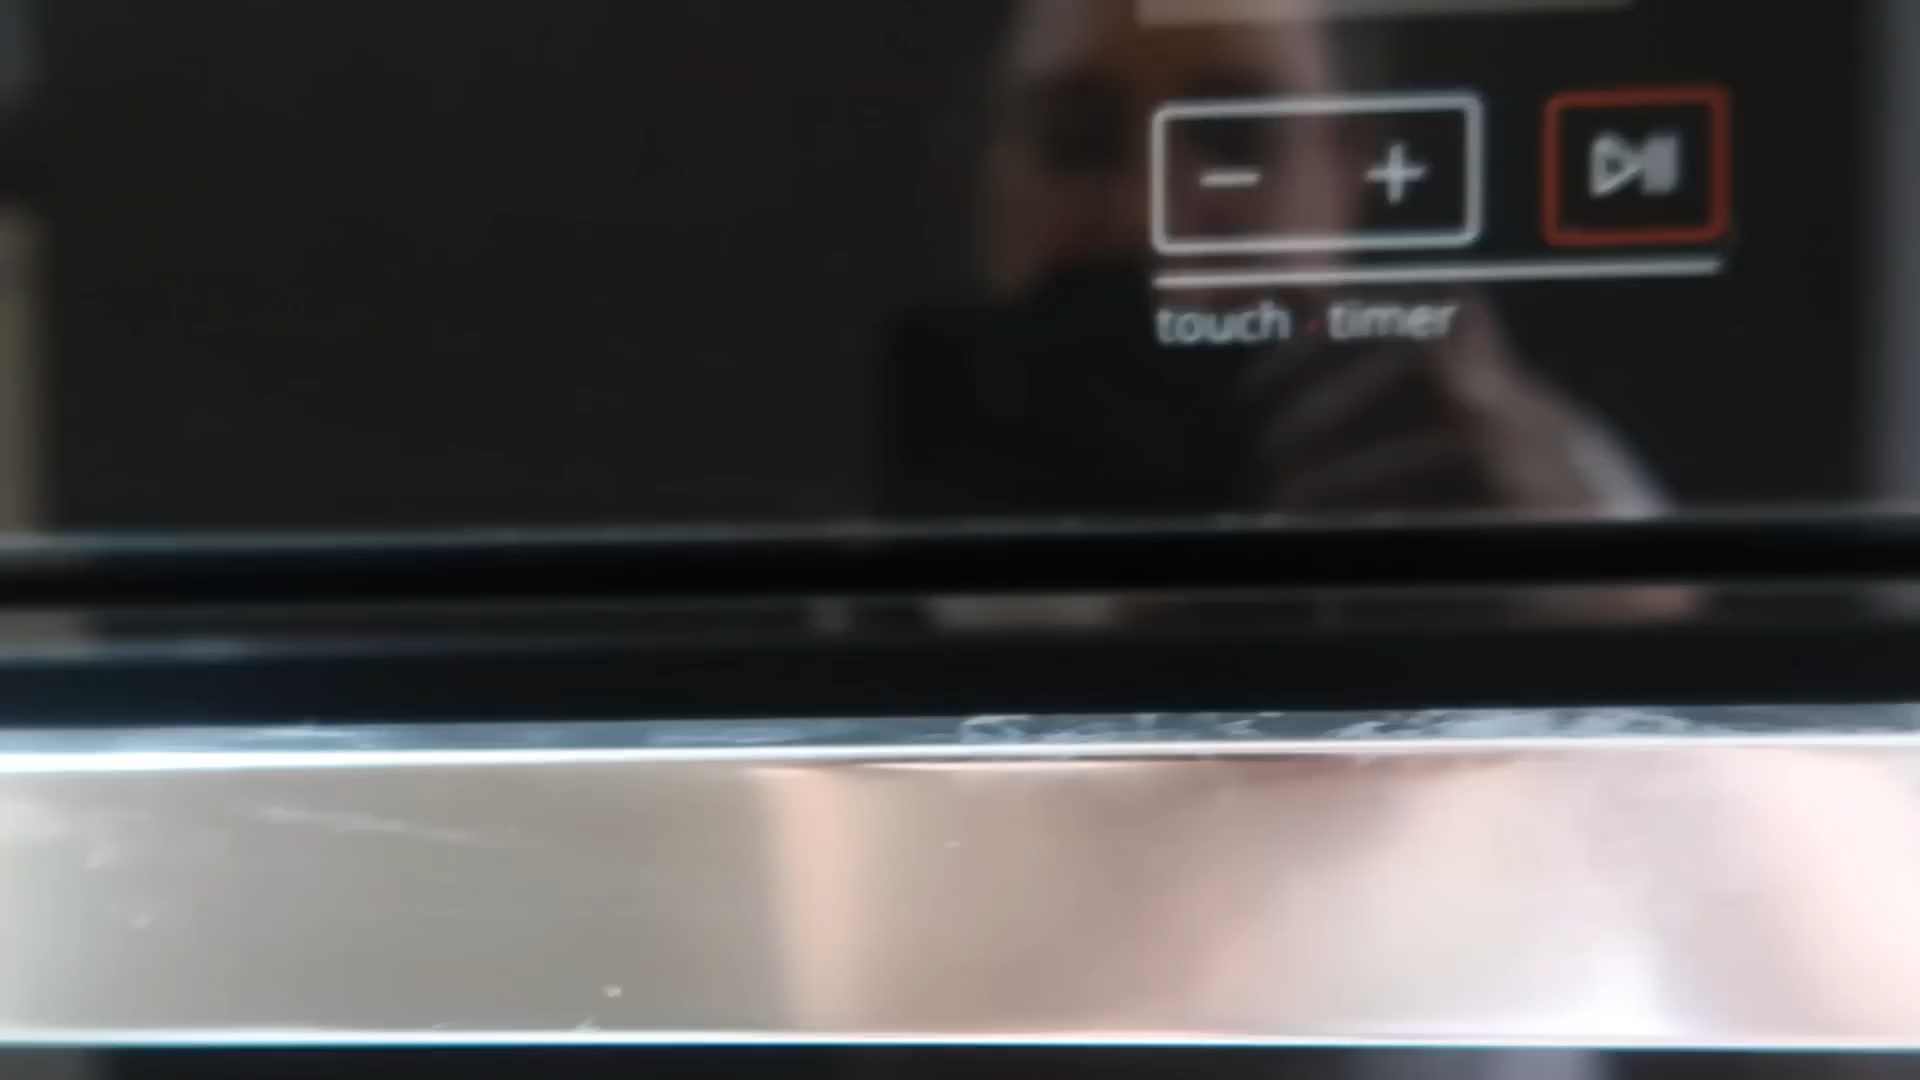 − +
touch · timer